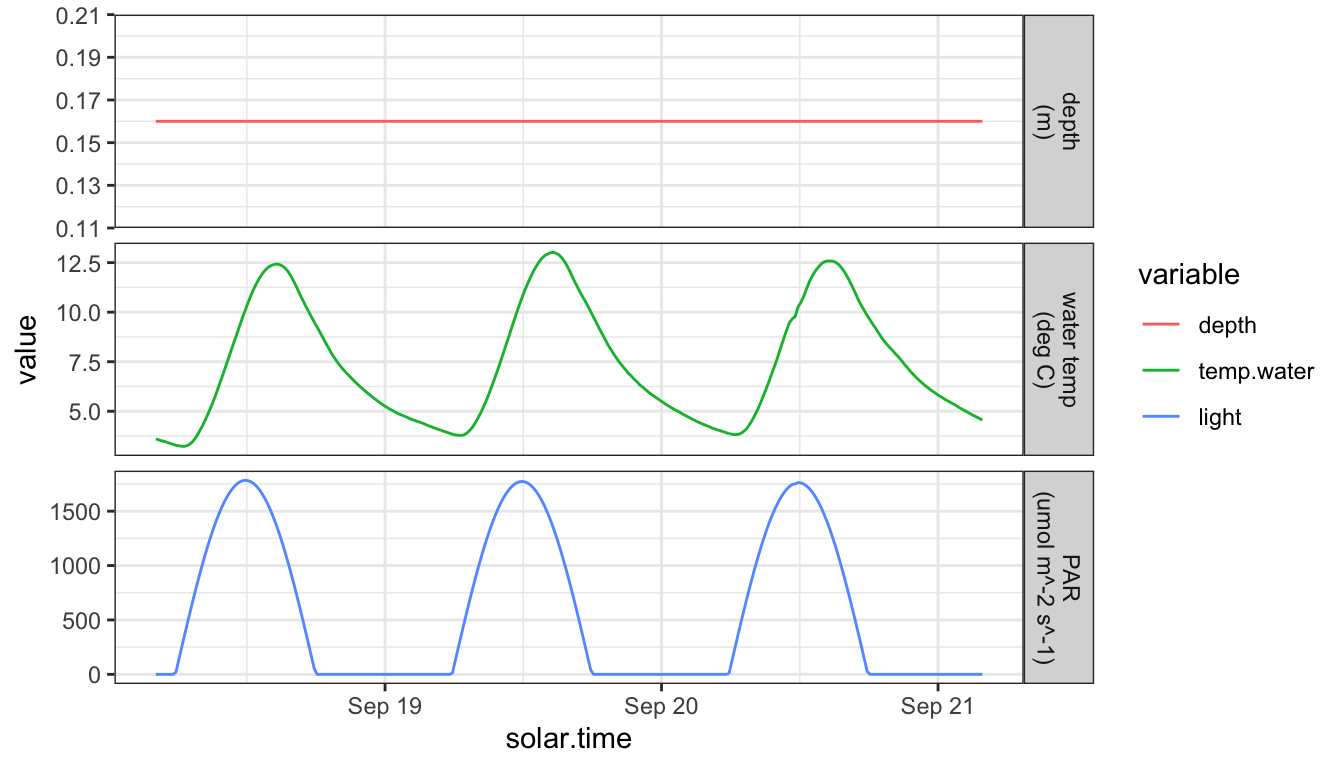 0.21
0.19
0.17
0.15
0.13
0.11
depth
(m)
12.5
10.0
7.5
5.0
water temp
(deg C)
1500
1000
500
0
PAR
(umol m^-2 s^-1)
value
Sep 19
Sep 20
Sep 21
solar.time
variable
depth
temp.water
light